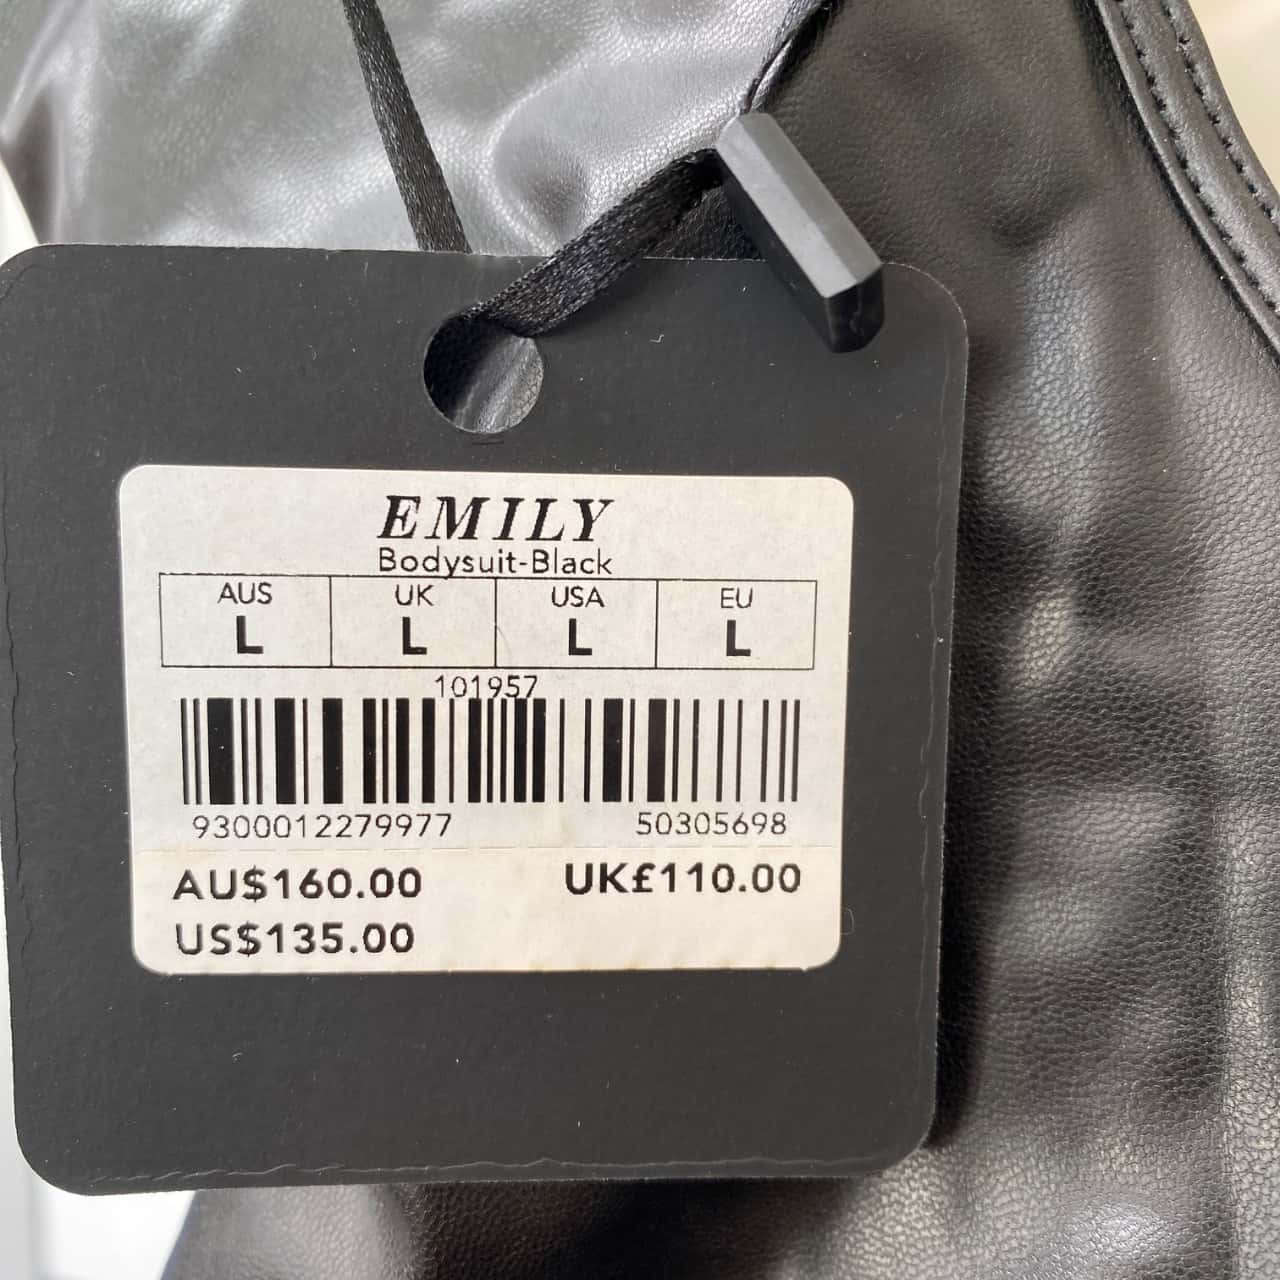 EMILY
Bodysuit-Black
AUS UK USA EU
L L L L
101957
9300012279977 50305698
AU$160.00 UK£110.00
US$135.00